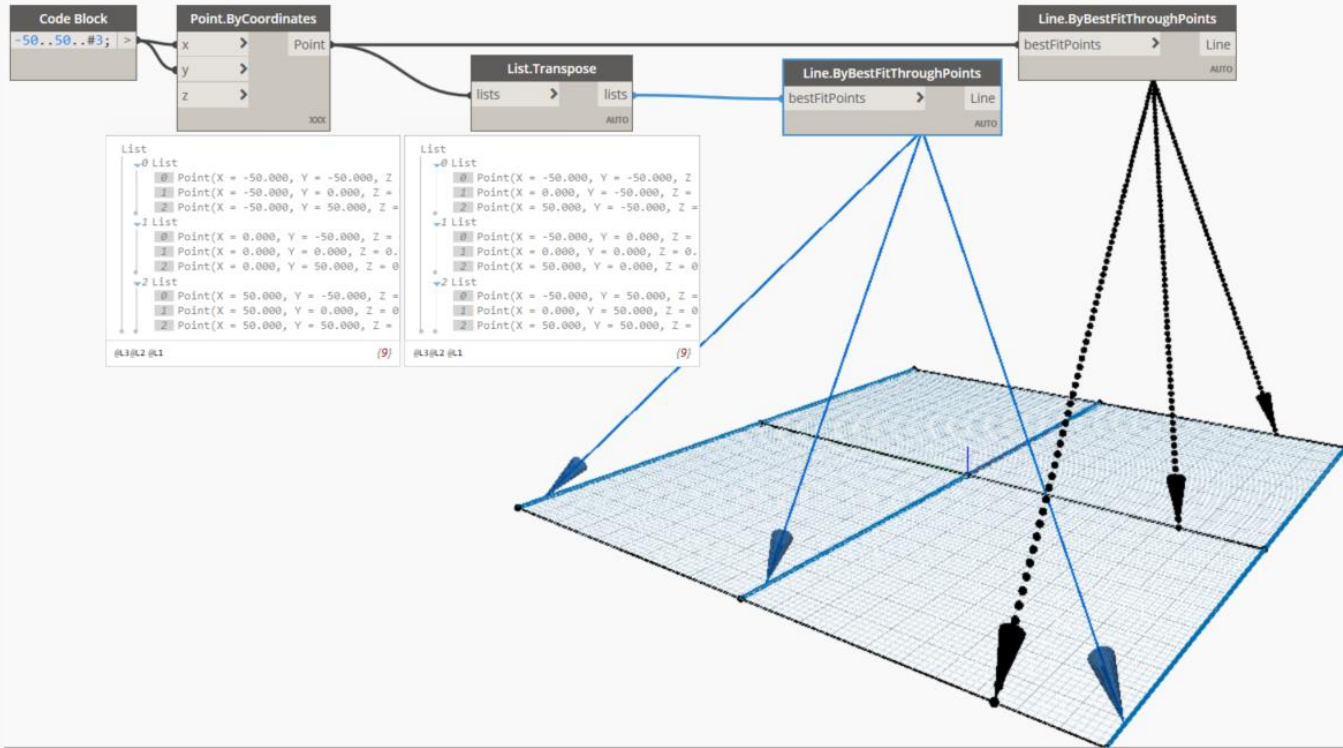 Code Block
-50..50..#3; >
Point.ByCoordinates
x > Point
y >
z >
XXX
List.Transpose
lists > lists
AUTO
Line.ByBestFitThroughPoints
bestFitPoints > Line
AUTO
Line.ByBestFitThroughPoints
bestFitPoints > Line
AUTO
List
0 List
0 Point(X = -50.000, Y = -50.000, Z
1 Point(X = -50.000, Y = 0.000, Z =
2 Point(X = -50.000, Y = 50.000, Z =
1 List
0 Point(X = 0.000, Y = -50.000, Z =
1 Point(X = 0.000, Y = 0.000, Z = 0.
2 Point(X = 0.000, Y = 50.000, Z = 0
2 List
0 Point(X = 50.000, Y = -50.000, Z =
1 Point(X = 50.000, Y = 0.000, Z = 0
2 Point(X = 50.000, Y = 50.000, Z =
@L3 @L2 @L1 {9}
List
0 List
0 Point(X = -50.000, Y = -50.000, Z
1 Point(X = 0.000, Y = -50.000, Z =
2 Point(X = 50.000, Y = -50.000, Z =
1 List
0 Point(X = -50.000, Y = 0.000, Z =
1 Point(X = 0.000, Y = 0.000, Z = 0.
2 Point(X = 50.000, Y = 0.000, Z = 0
2 List
0 Point(X = -50.000, Y = 50.000, Z =
1 Point(X = 0.000, Y = 50.000, Z = 0
2 Point(X = 50.000, Y = 50.000, Z =
@L3 @L2 @L1 {9}